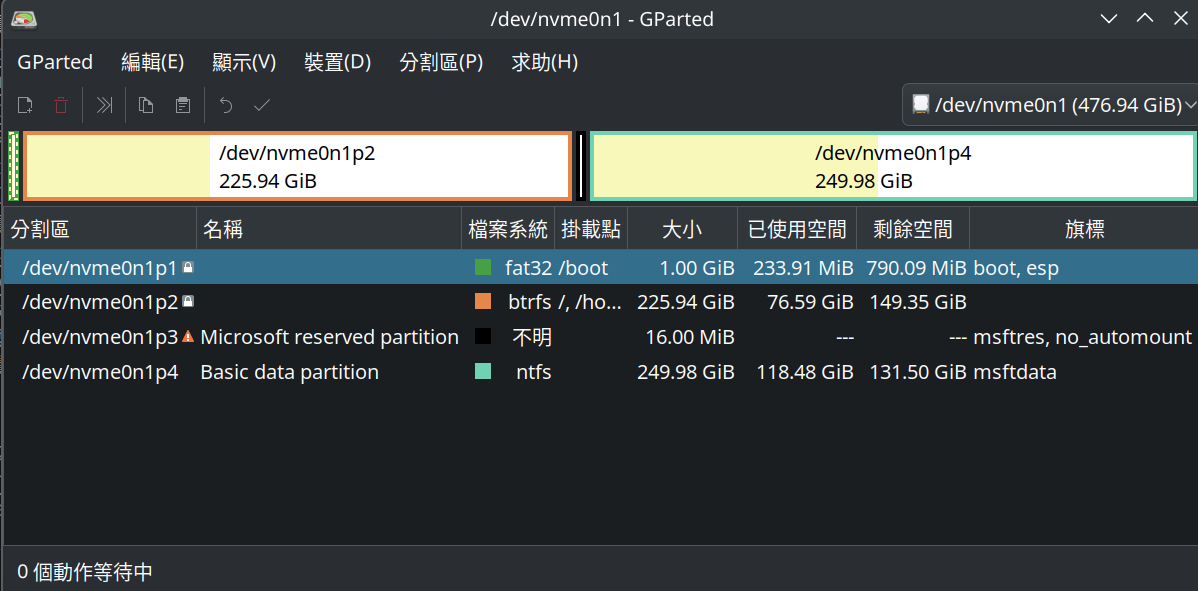 /dev/nvme0n1 - GParted
GParted 編輯(E) 顯示(V) 裝置(D) 分割區(P) 求助(H)
/dev/nvme0n1 (476.94 GiB)
/dev/nvme0n1p2 /dev/nvme0n1p4
225.94 GiB 249.98 GiB
分割區 名稱 檔案系統 掛載點 大小 已使用空間 剩餘空間 旗標
/dev/nvme0n1p1 fat32 /boot 1.00 GiB 233.91 MiB 790.09 MiB boot, esp
/dev/nvme0n1p2 btrfs /, /ho... 225.94 GiB 76.59 GiB 149.35 GiB
/dev/nvme0n1p3 Microsoft reserved partition 不明 16.00 MiB --- --- msftres, no_automount
/dev/nvme0n1p4 Basic data partition ntfs 249.98 GiB 118.48 GiB 131.50 GiB msftdata
0 個動作等待中